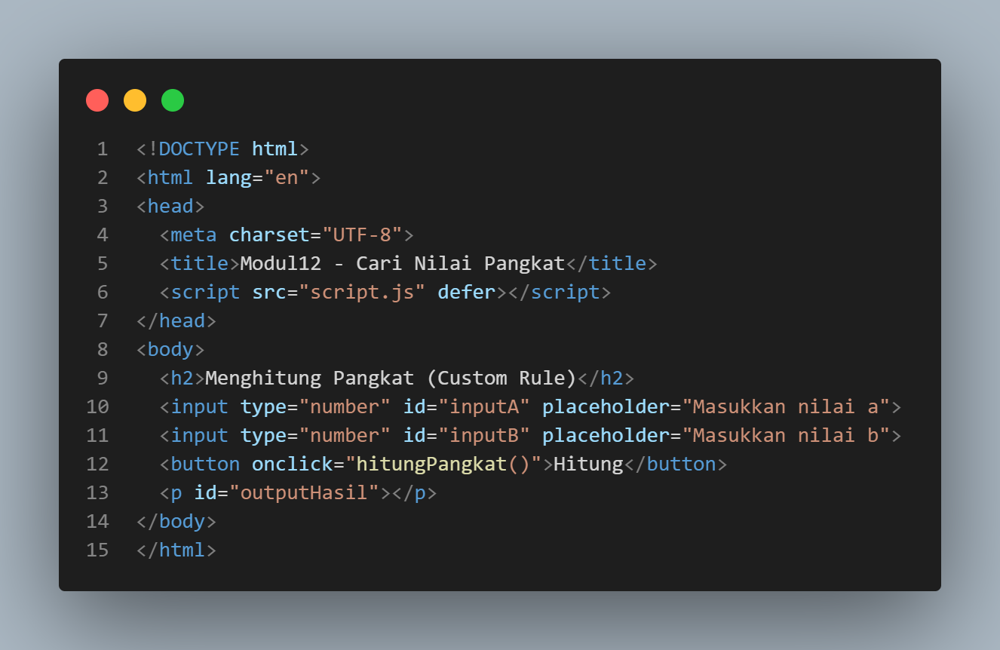 1 <!DOCTYPE html>
2 <html lang="en">
3 <head>
4   <meta charset="UTF-8">
5   <title>Modul12 - Cari Nilai Pangkat</title>
6   <script src="script.js" defer></script>
7 </head>
8 <body>
9   <h2>Menghitung Pangkat (Custom Rule)</h2>
10   <input type="number" id="inputA" placeholder="Masukkan nilai a">
11   <input type="number" id="inputB" placeholder="Masukkan nilai b">
12   <button onclick="hitungPangkat()">Hitung</button>
13   <p id="outputHasil"></p>
14 </body>
15 </html>